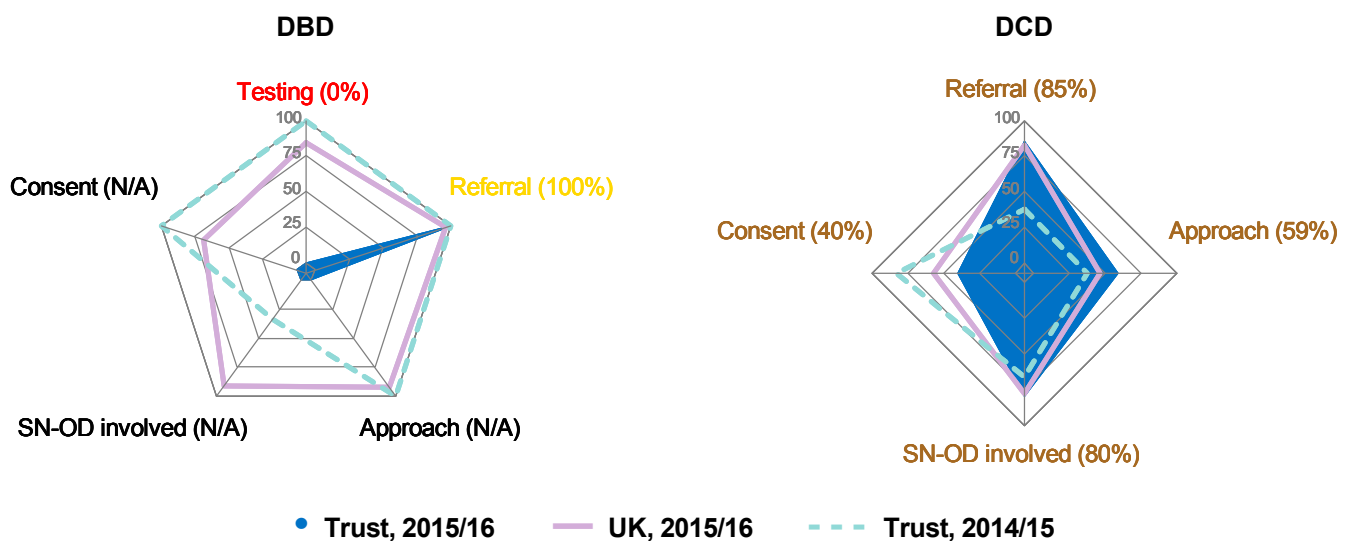 DBD
Testing (0%)
100
75
50
25
0
Consent (N/A)
Referral (100%)
SN-OD involved (N/A)
Approach (N/A)
DCD
Referral (85%)
100
75
50
25
0
Consent (40%)
Approach (59%)
SN-OD involved (80%)
Trust, 2015/16
UK, 2015/16
Trust, 2014/15